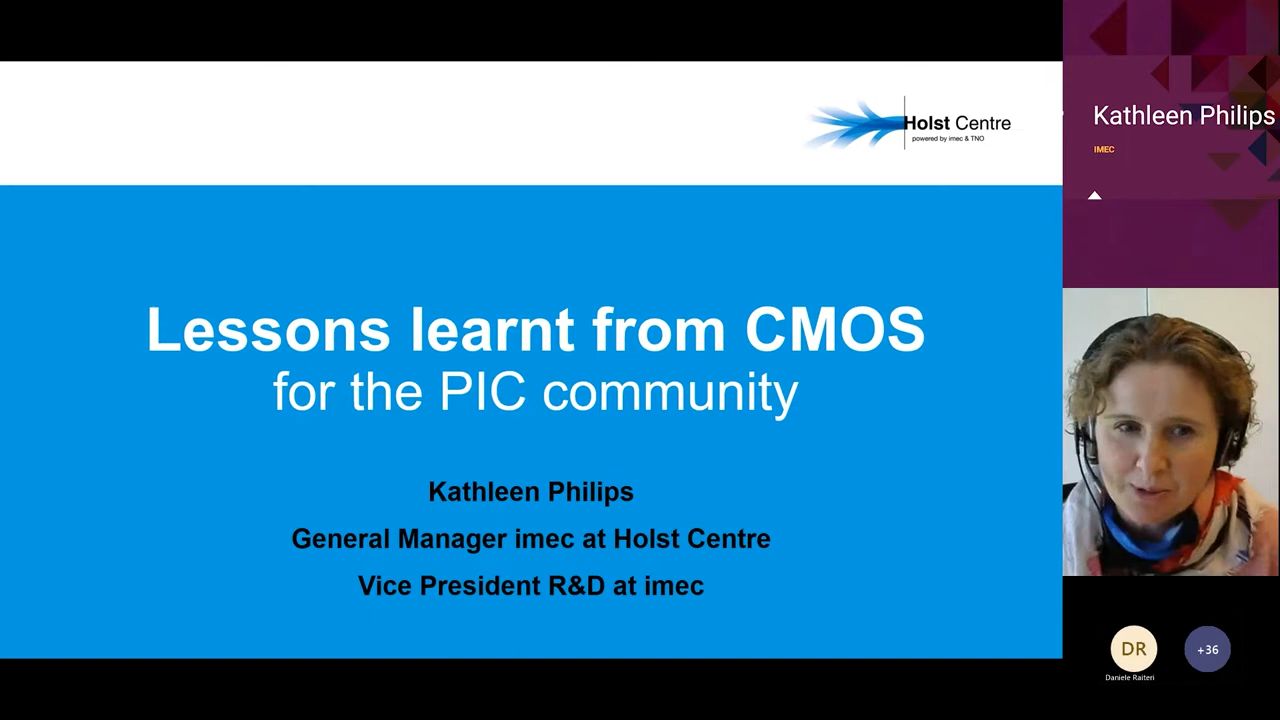 Holst Centre
powered by imec & TNO
Lessons learnt from CMOS
for the PIC community
Kathleen Philips
General Manager imec at Holst Centre
Vice President R&D at imec
Kathleen Philips
IMEC
DR
+36
Daniele Raiteri